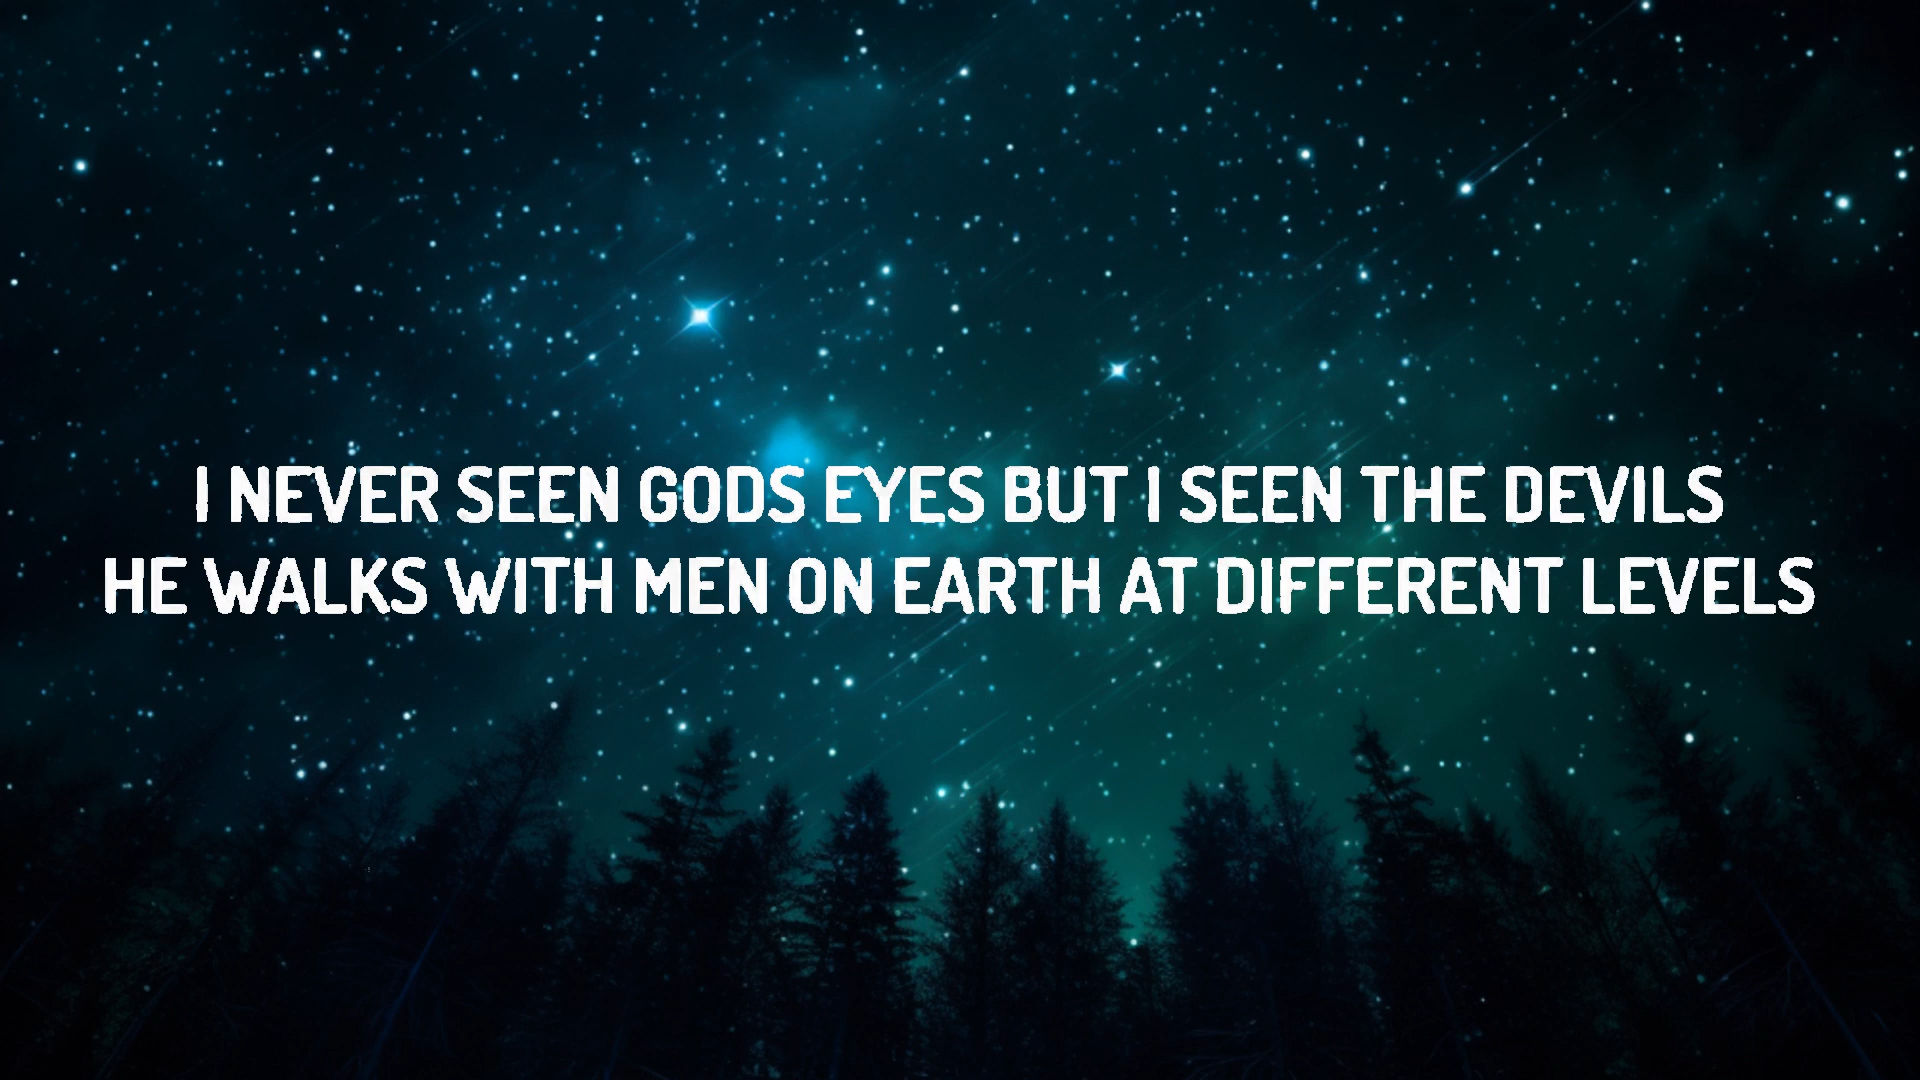 I NEVER SEEN GODS EYES BUT I SEEN THE DEVILS
HE WALKS WITH MEN ON EARTH AT DIFFERENT LEVELS